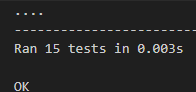 ....
-----------------------
Ran 15 tests in 0.003s
OK